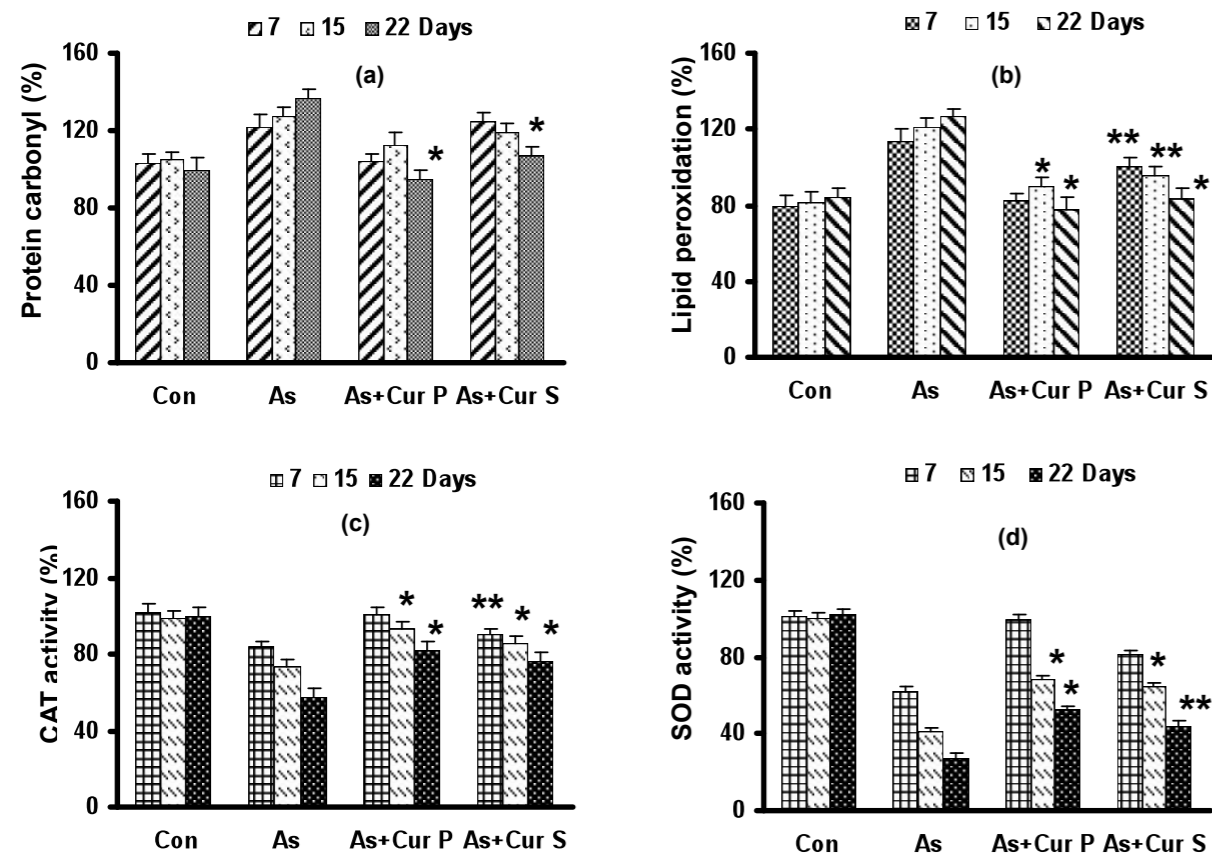 7 15 22 Days
160
120
80
40
0
Protein carbonyl (%)
(a)
* *
Con As As+Cur P As+Cur S
7 15 22 Days
160
120
80
40
0
Lipid peroxidation (%)
(b)
* * ** ** *
Con As As+Cur P As+Cur S
7 15 22 Days
160
120
80
40
0
CAT activity (%)
(c)
* * ** * *
Con As As+Cur P As+Cur S
7 15 22 Days
160
120
80
40
0
SOD activity (%)
(d)
* * * **
Con As As+Cur P As+Cur S